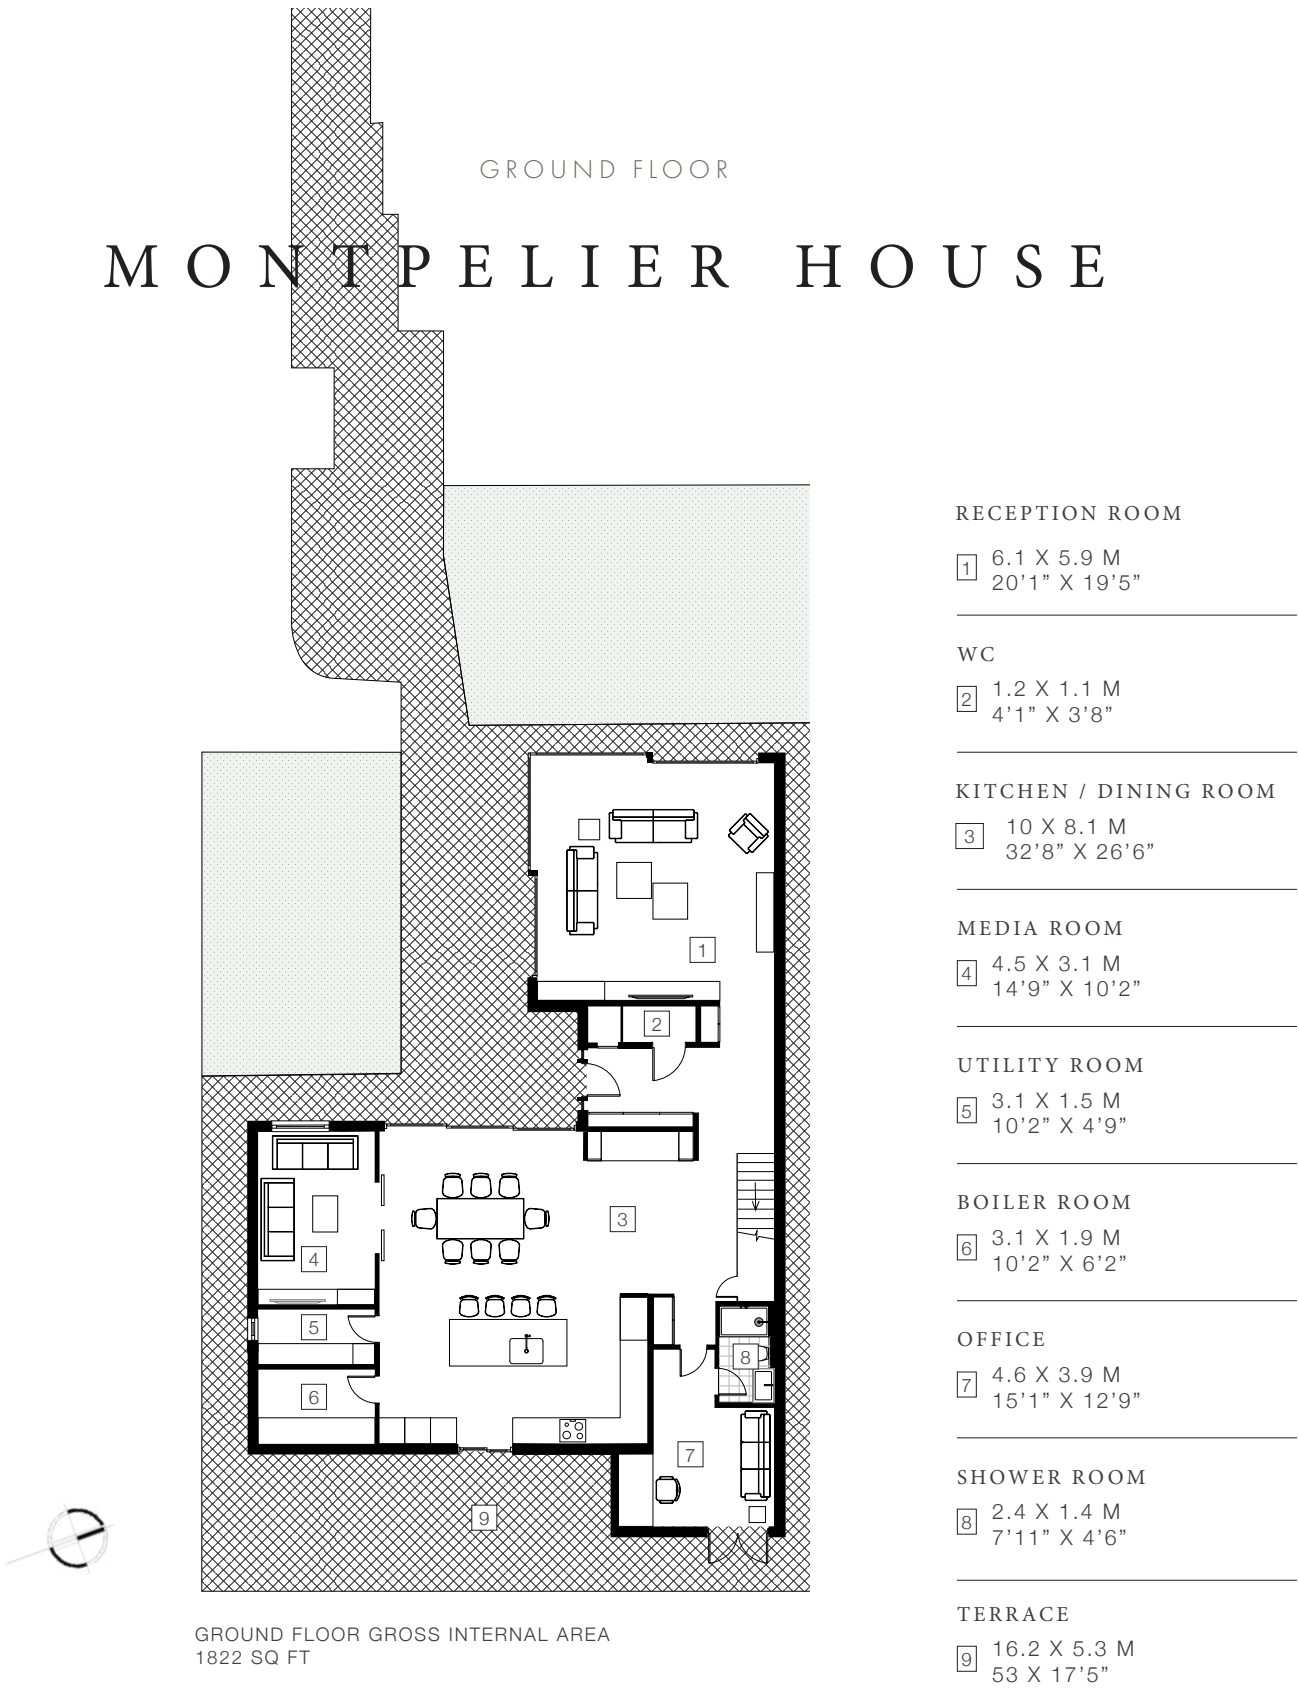 GROUND FLOOR
MONTPELIER HOUSE
RECEPTION ROOM
1
6.1 X 5.9 M
20’1” X 19’5”
WC
2
1.2 X 1.1 M
4’1” X 3’8”
KITCHEN / DINING ROOM
3
10 X 8.1 M
32’8” X 26’6”
MEDIA ROOM
4
4.5 X 3.1 M
14’9” X 10’2”
UTILITY ROOM
5
3.1 X 1.5 M
10’2” X 4’9”
BOILER ROOM
6
3.1 X 1.9 M
10’2” X 6’2”
OFFICE
7
4.6 X 3.9 M
15’1” X 12’9”
SHOWER ROOM
8
2.4 X 1.4 M
7’11” X 4’6”
TERRACE
9
16.2 X 5.3 M
53 X 17’5”
1
2
3
4
5
6
7
8
9
GROUND FLOOR GROSS INTERNAL AREA
1822 SQ FT